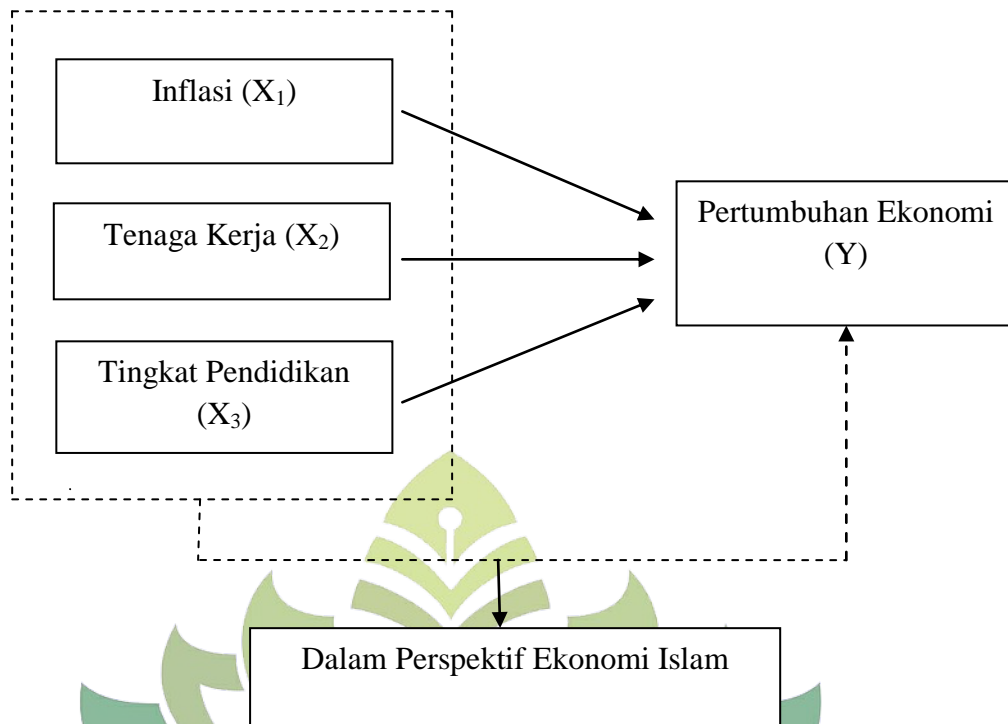 Inflasi (X₁)
Tenaga Kerja (X₂)
Tingkat Pendidikan
(X₃)
Pertumbuhan Ekonomi
(Y)
Dalam Perspektif Ekonomi Islam